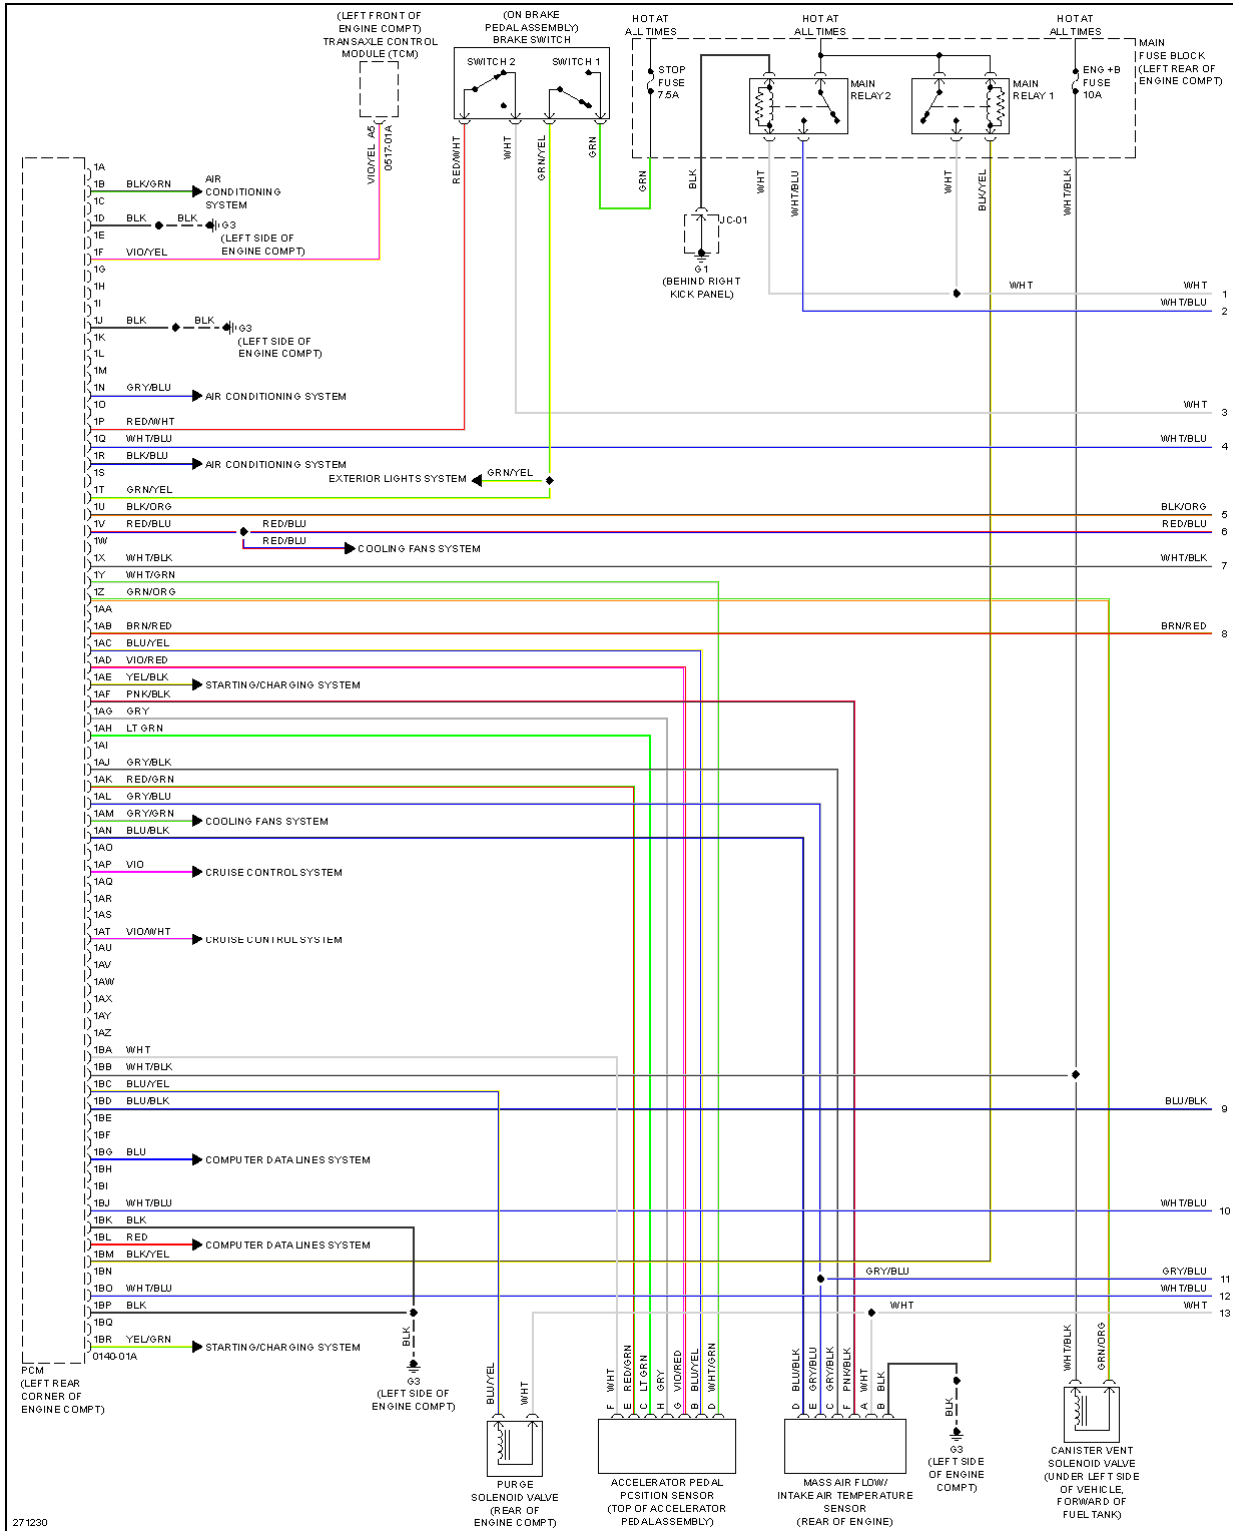 (LEFT FRONT OF
ENGINE COMPT)
TRANSAXLE CONTROL
MODULE (TCM)
(ON BRAKE
PEDAL ASSEMBLY)
BRAKE SWITCH
SWITCH 2
SWITCH 1
HOT AT
ALL TIMES
HOT AT
ALL TIMES
HOT AT
ALL TIMES
STOP
FUSE
7.5A
MAIN
RELAY 2
MAIN
RELAY 1
ENG +B
FUSE
10A
MAIN
FUSE BLOCK
(LEFT REAR OF
ENGINE COMPT)
VIO/YEL A5
0517-01A
RED/WHT
WHT
GRN/YEL
GRN
GRN
BLK
WHT
WHT/BLU
WHT
BLK/YEL
WHT/BLK
JC-01
G1
(BEHIND RIGHT
KICK PANEL)
1A
1B BLK/GRN
AIR
CONDITIONING
SYSTEM
1C
1D BLK BLK G3
(LEFT SIDE OF
ENGINE COMPT)
1E
1F VIO/YEL
1G
1H
WHT WHT 1
1I
WHT/BLU 2
1J BLK BLK G3
(LEFT SIDE OF
ENGINE COMPT)
1K
1L
1M
1N GRY/BLU AIR CONDITIONING SYSTEM
1O
WHT 3
1P RED/WHT
1Q WHT/BLU WHT/BLU 4
1R BLK/BLU AIR CONDITIONING SYSTEM
1S
EXTERIOR LIGHTS SYSTEM GRN/YEL
1T GRN/YEL
1U BLK/ORG BLK/ORG 5
1V RED/BLU RED/BLU RED/BLU 6
1W
RED/BLU COOLING FANS SYSTEM
1X WHT/BLK WHT/BLK 7
1Y WHT/GRN
1Z GRN/ORG
1AA
1AB BRN/RED BRN/RED 8
1AC BLU/YEL
1AD VIO/RED
1AE YEL/BLK STARTING/CHARGING SYSTEM
1AF PNK/BLK
1AG GRY
1AH LT GRN
1AI
1AJ GRY/BLK
1AK RED/GRN
1AL GRY/BLU
1AM GRY/GRN COOLING FANS SYSTEM
1AN BLU/BLK
1AO
1AP VIO CRUISE CONTROL SYSTEM
1AQ
1AR
1AS
1AT VIO/WHT CRUISE CONTROL SYSTEM
1AU
1AV
1AW
1AX
1AY
1AZ
1BA WHT
1BB WHT/BLK
1BC BLU/YEL
1BD BLU/BLK BLU/BLK 9
1BE
1BF
1BG BLU COMPUTER DATA LINES SYSTEM
1BH
1BI
1BJ WHT/BLU WHT/BLU 10
1BK BLK
1BL RED COMPUTER DATA LINES SYSTEM
1BM BLK/YEL
1BN
GRY/BLU GRY/BLU 11
1BO WHT/BLU WHT/BLU 12
1BP BLK WHT WHT 13
1BQ
1BR YEL/GRN STARTING/CHARGING SYSTEM
0140-01A
PCM
(LEFT REAR
CORNER OF
ENGINE COMPT)
BLK
G3
(LEFT SIDE OF
ENGINE COMPT)
BLU/YEL
WHT
PURGE
SOLENOID VALVE
(REAR OF
ENGINE COMPT)
F WHT
E RED/GRN
C LT GRN
H GRY
G VIO/RED
B BLU/YEL
D WHT/GRN
ACCELERATOR PEDAL
POSITION SENSOR
(TOP OF ACCELERATOR
PEDAL ASSEMBLY)
D BLU/BLK
E GRY/BLU
C GRY/BLK
F PNK/BLK
A WHT
B BLK
MASS AIR FLOW/
INTAKE AIR TEMPERATURE
SENSOR
(REAR OF ENGINE)
BLK
G3
(LEFT SIDE
OF ENGINE
COMPT)
WHT/BLK
GRN/ORG
CANISTER VENT
SOLENOID VALVE
(UNDER LEFT SIDE
OF VEHICLE,
FORWARD OF
FUEL TANK)
271230